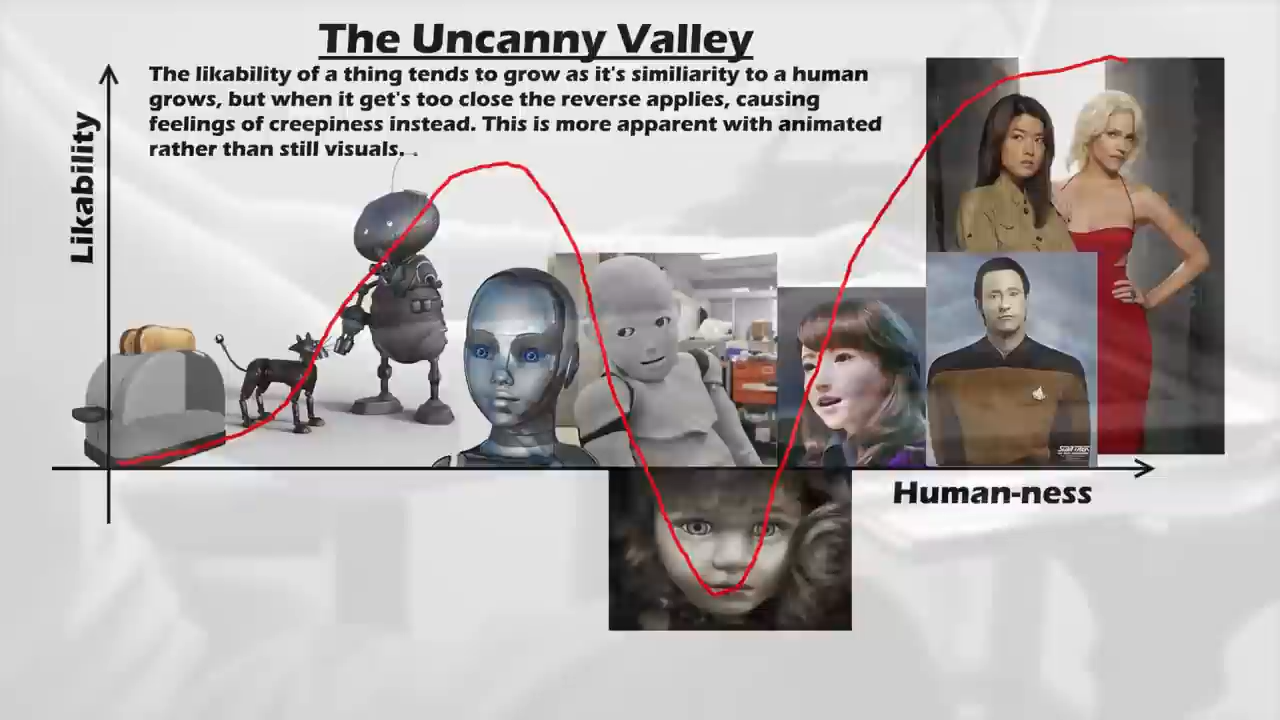 The Uncanny Valley
The likability of a thing tends to grow as it's similiarity to a human
grows, but when it get's too close the reverse applies, causing
feelings of creepiness instead. This is more apparent with animated
rather than still visuals.
Likability
Human-ness
STAR TREK